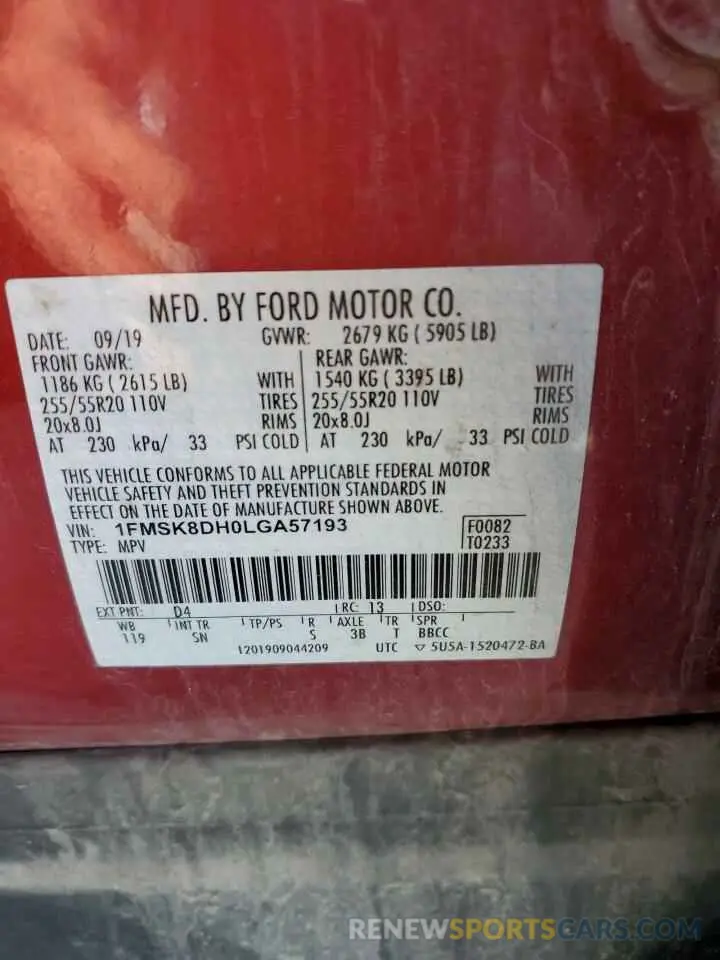 MFD. BY FORD MOTOR CO.
DATE: 09/19 GVWR: 2679 KG ( 5905 LB)
FRONT GAWR: REAR GAWR:
1186 KG ( 2615 LB) WITH 1540 KG ( 3395 LB) WITH
255/55R20 110V TIRES 255/55R20 110V TIRES
20x8.0J RIMS 20x8.0J RIMS
AT 230 kPa/ 33 PSI COLD AT 230 kPa/ 33 PSI COLD
THIS VEHICLE CONFORMS TO ALL APPLICABLE FEDERAL MOTOR
VEHICLE SAFETY AND THEFT PREVENTION STANDARDS IN
EFFECT ON THE DATE OF MANUFACTURE SHOWN ABOVE.
VIN: 1FMSK8DH0LGA57193 F0082
TYPE: MPV T0233
EXT PNT: D4 RC: 13 DSO:
WB INT TR TP/PS R AXLE TR SPR
119 SN S 3B T BBCC
1201909044209 UTC ▽ 5U5A-1520472-BA
RENEWSPORTSCARS.COM